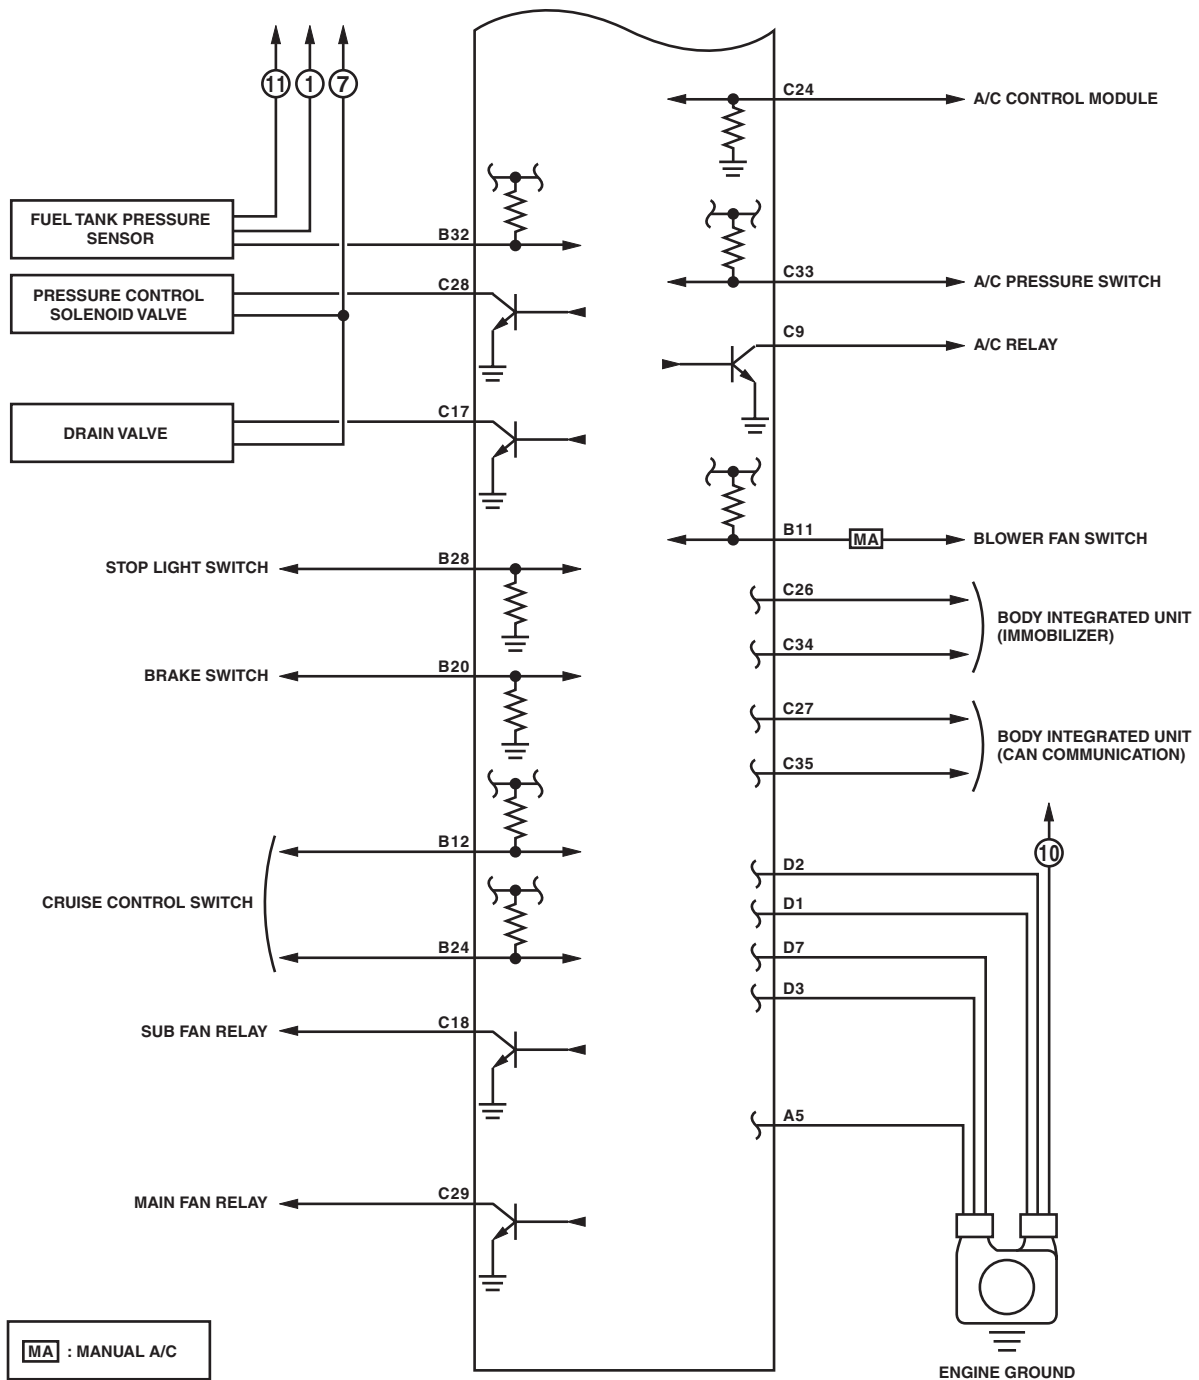 11
1
7
FUEL TANK PRESSURE
SENSOR
B32
PRESSURE CONTROL
SOLENOID VALVE
C28
DRAIN VALVE
C17
STOP LIGHT SWITCH
B28
BRAKE SWITCH
B20
CRUISE CONTROL SWITCH
B12
B24
SUB FAN RELAY
C18
MAIN FAN RELAY
C29
MA : MANUAL A/C
C24
A/C CONTROL MODULE
C33
A/C PRESSURE SWITCH
C9
A/C RELAY
B11
MA
BLOWER FAN SWITCH
C26
C34
BODY INTEGRATED UNIT
(IMMOBILIZER)
C27
C35
BODY INTEGRATED UNIT
(CAN COMMUNICATION)
10
D2
D1
D7
D3
A5
ENGINE GROUND